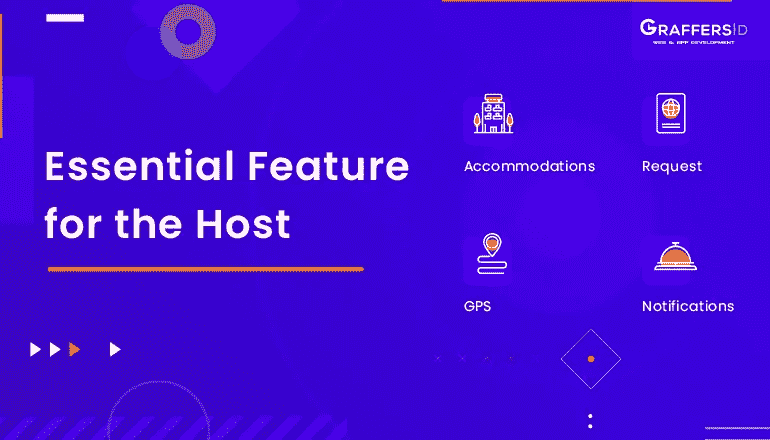 GRAFFERSID
WEB & APP DEVELOPMENT
Essential Feature
for the Host
Accommodations
Request
GPS
Notifications